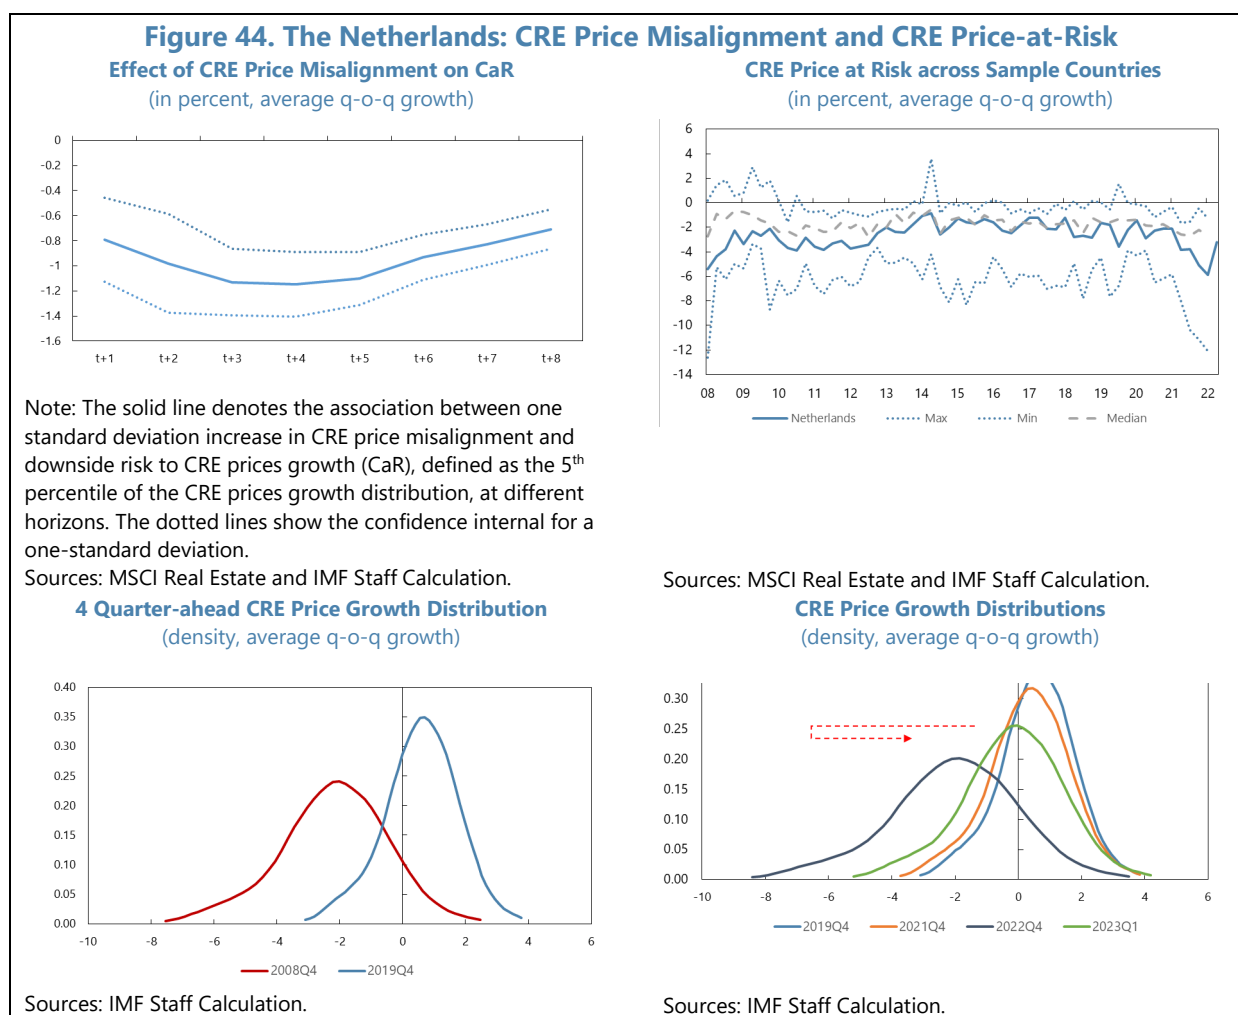 Figure 44. The Netherlands: CRE Price Misalignment and CRE Price-at-Risk
Effect of CRE Price Misalignment on CaR
(in percent, average q-o-q growth)
0
-0.2
-0.4
-0.6
-0.8
-1
-1.2
-1.4
-1.6
t+1 t+2 t+3 t+4 t+5 t+6 t+7 t+8
Note: The solid line denotes the association between one
standard deviation increase in CRE price misalignment and
downside risk to CRE prices growth (CaR), defined as the 5th
percentile of the CRE prices growth distribution, at different
horizons. The dotted lines show the confidence internal for a
one-standard deviation.
Sources: MSCI Real Estate and IMF Staff Calculation.
CRE Price at Risk across Sample Countries
(in percent, average q-o-q growth)
6
4
2
0
-2
-4
-6
-8
-10
-12
-14
08 09 10 11 12 13 14 15 16 17 18 19 20 21 22
Netherlands Max Min Median
Sources: MSCI Real Estate and IMF Staff Calculation.
4 Quarter-ahead CRE Price Growth Distribution
(density, average q-o-q growth)
0.40
0.35
0.30
0.25
0.20
0.15
0.10
0.05
0.00
-10 -8 -6 -4 -2 0 2 4 6
2008Q4 2019Q4
Sources: IMF Staff Calculation.
CRE Price Growth Distributions
(density, average q-o-q growth)
0.30
0.25
0.20
0.15
0.10
0.05
0.00
-10 -8 -6 -4 -2 0 2 4 6
2019Q4 2021Q4 2022Q4 2023Q1
Sources: IMF Staff Calculation.